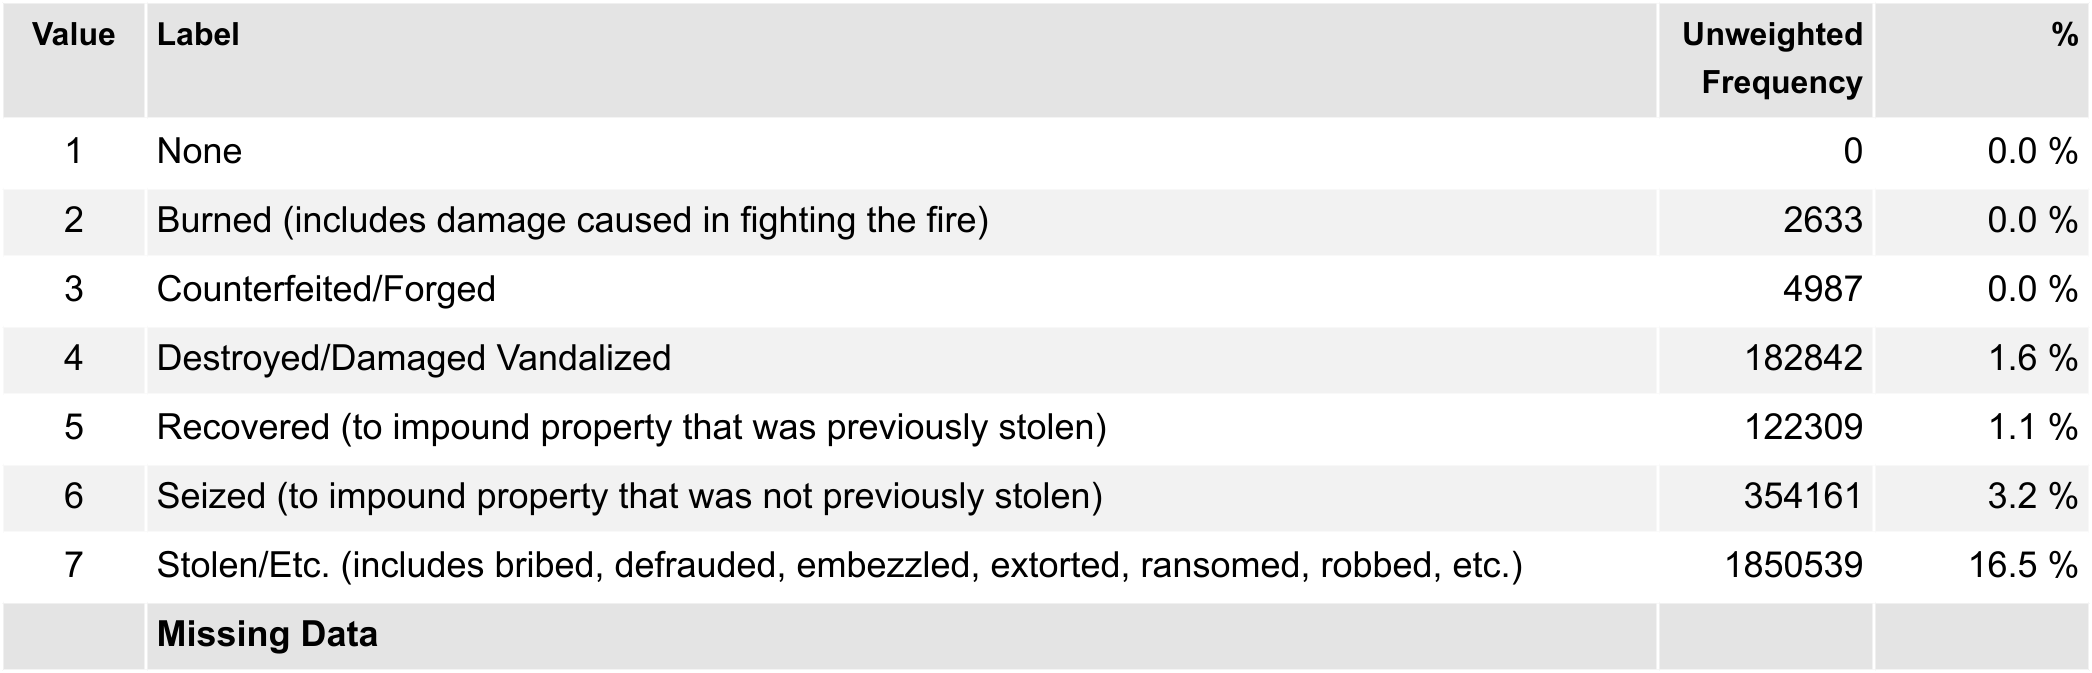 Value Label Unweighted Frequency %
1 None 0 0.0 %
2 Burned (includes damage caused in fighting the fire) 2633 0.0 %
3 Counterfeited/Forged 4987 0.0 %
4 Destroyed/Damaged Vandalized 182842 1.6 %
5 Recovered (to impound property that was previously stolen) 122309 1.1 %
6 Seized (to impound property that was not previously stolen) 354161 3.2 %
7 Stolen/Etc. (includes bribed, defrauded, embezzled, extorted, ransomed, robbed, etc.) 1850539 16.5 %
Missing Data